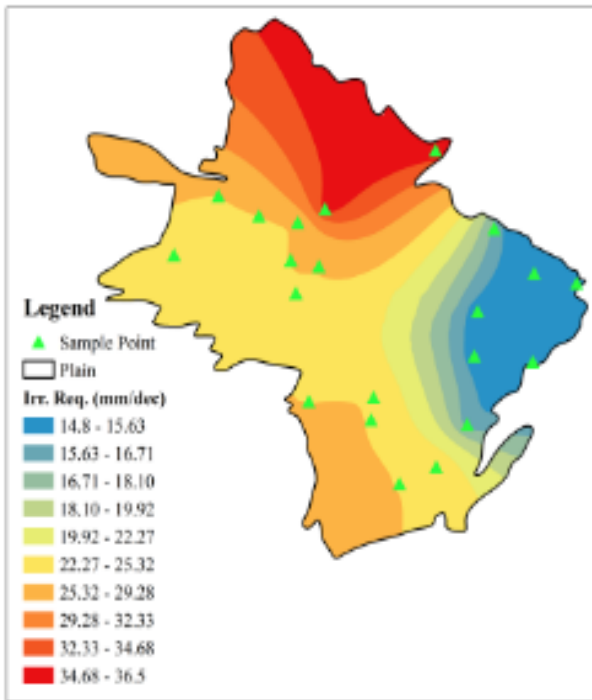 Legend
Sample Point
Plain
Irr. Req. (mm/dec)
14.8 - 15.63
15.63 - 16.71
16.71 - 18.10
18.10 - 19.92
19.92 - 22.27
22.27 - 25.32
25.32 - 29.28
29.28 - 32.33
32.33 - 34.68
34.68 - 36.5